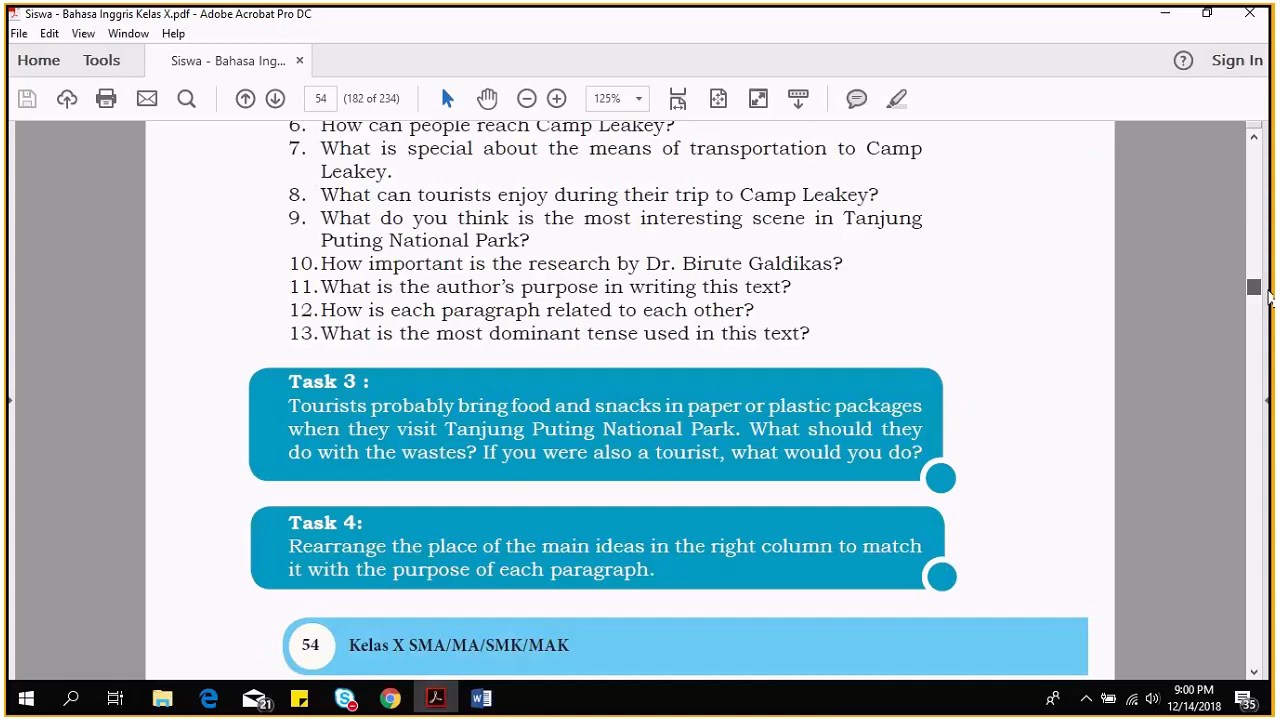 Siswa - Bahasa Inggris Kelas X.pdf - Adobe Acrobat Pro DC
File Edit View Window Help
Home Tools Siswa - Bahasa Ing... × Sign In
54 (182 of 234) 125%
6. How can people reach Camp Leakey?
7. What is special about the means of transportation to Camp
Leakey.
8. What can tourists enjoy during their trip to Camp Leakey?
9. What do you think is the most interesting scene in Tanjung
Puting National Park?
10. How important is the research by Dr. Birute Galdikas?
11. What is the author's purpose in writing this text?
12. How is each paragraph related to each other?
13. What is the most dominant tense used in this text?
Task 3 :
Tourists probably bring food and snacks in paper or plastic packages
when they visit Tanjung Puting National Park. What should they
do with the wastes? If you were also a tourist, what would you do?
Task 4:
Rearrange the place of the main ideas in the right column to match
it with the purpose of each paragraph.
54 Kelas X SMA/MA/SMK/MAK
21
9:00 PM
12/14/2018
35